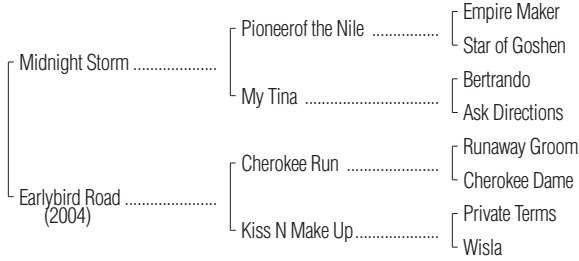 Empire Maker
Pioneerof the Nile ..................
Star of Goshen
Midnight Storm .....................
Bertrando
My Tina .............................
Ask Directions
Runaway Groom
Cherokee Run ....................
Cherokee Dame
Earlybird Road .....................
(2004)
Private Terms
Kiss N Make Up..................
Wisla